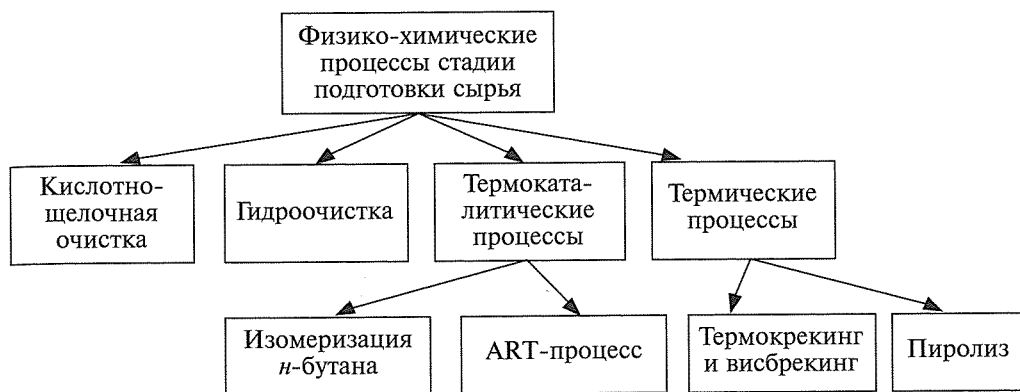 Физико-химические
процессы стадии
подготовки сырья
Кислотно-
щелочная
очистка
Гидроочистка
Термоката-
литические
процессы
Термические
процессы
Изомеризация
н-бутана
ART-процесс
Термокрекинг
и висбрекинг
Пиролиз